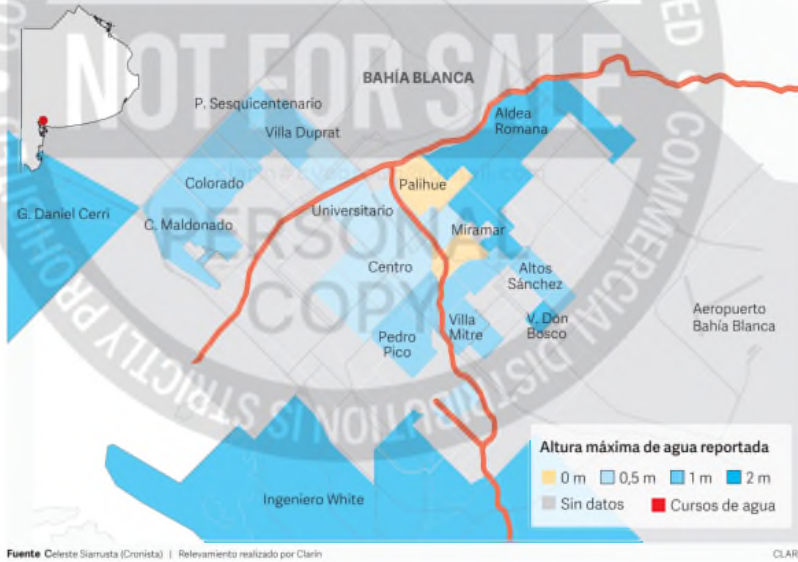 NOT FOR SALE
PERSONAL
COPY
COMMERCIAL DISTRIBUTION IS STRICTLY PROHIBITED
BAHÍA BLANCA
P. Sesquicentenario
Aldea
Romana
Villa Duprat
Colorado
Palihue
G. Daniel Cerri
Universitario
C. Maldonado
Miramar
Centro
Altos
Sánchez
Aeropuerto
Bahía Blanca
Villa
Mitre
V. Don
Bosco
Pedro
Pico
Ingeniero White
Altura máxima de agua reportada
0 m 0,5 m 1 m 2 m
Sin datos Cursos de agua
Fuente Celeste Siarrusta (Cronista) | Relevamiento realizado por Clarín
CLAR